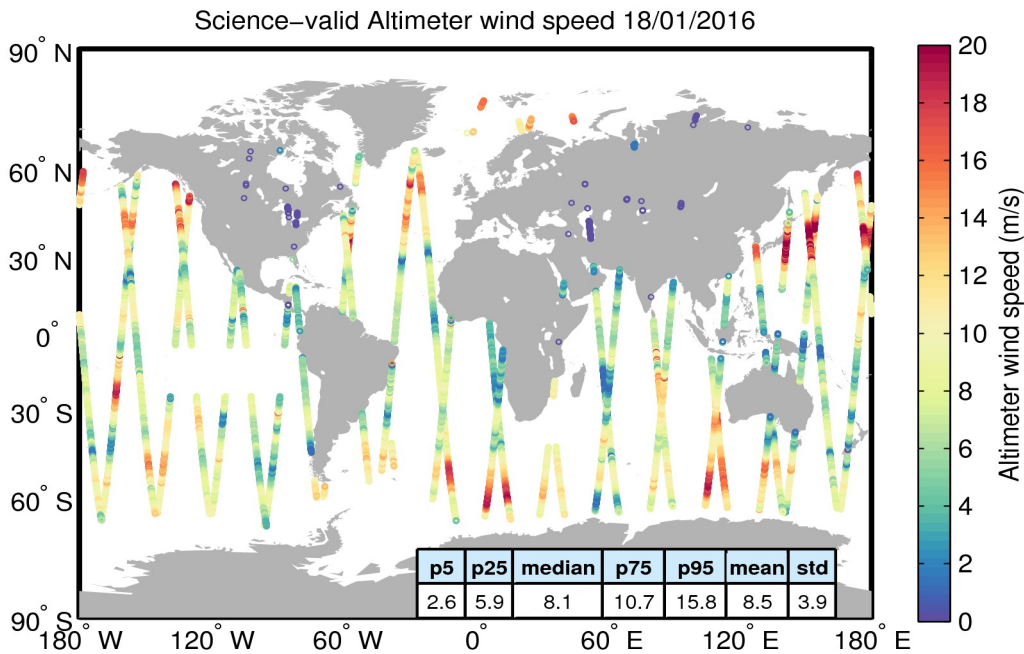 Science−valid Altimeter wind speed 18/01/2016
90° N
60° N
30° N
0°
30° S
60° S
90° S
180° W
120° W
60° W
0°
60° E
120° E
180° E
20
18
16
14
12
10
8
6
4
2
0
Altimeter wind speed (m/s)
p5 p25 median p75 p95 mean std
2.6 5.9 8.1 10.7 15.8 8.5 3.9